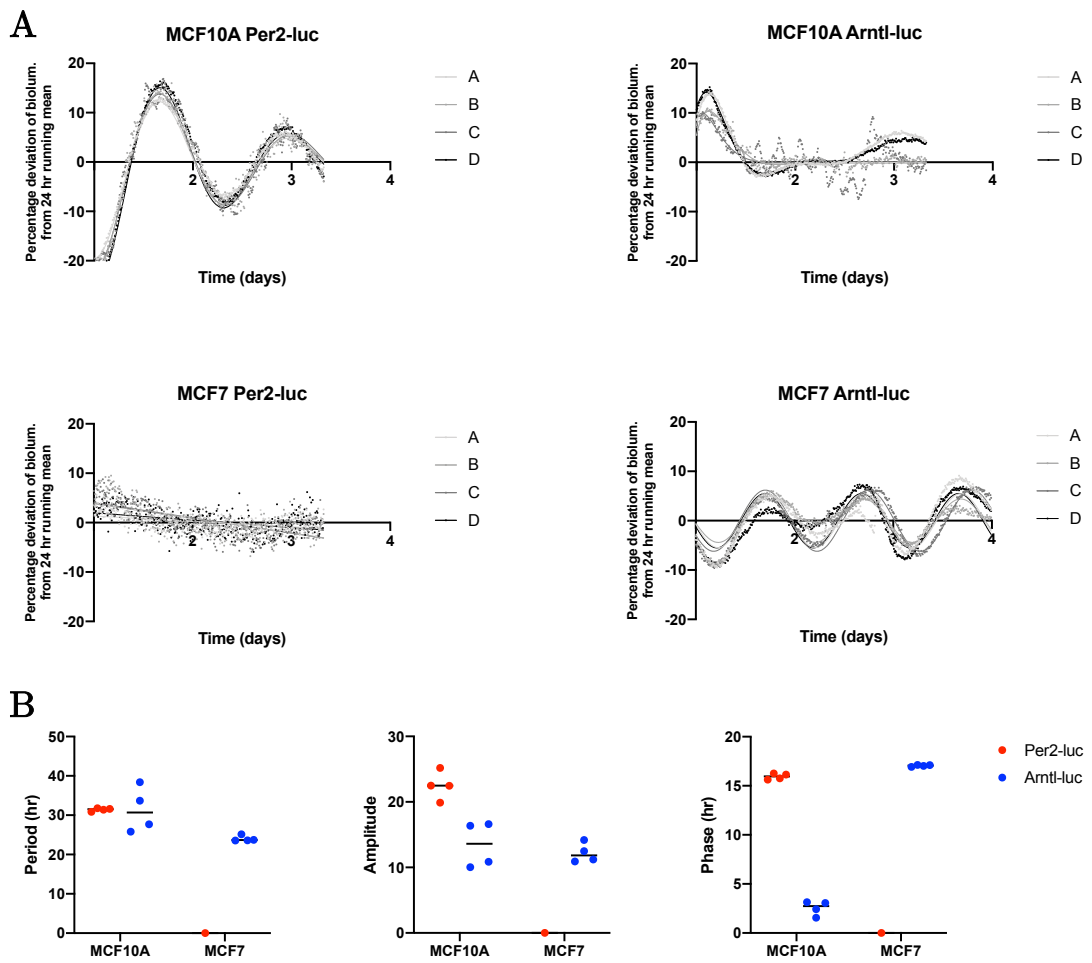 A
MCF10A Per2-luc
Percentage deviation of biolum.
from 24 hr running mean
20
10
0
-10
-20
2
3
4
Time (days)
A
B
C
D
MCF10A Arntl-luc
Percentage deviation of biolum.
from 24 hr running mean
20
10
0
-10
-20
2
3
4
Time (days)
A
B
C
D
MCF7 Per2-luc
Percentage deviation of biolum.
from 24 hr running mean
20
10
0
-10
-20
2
3
4
Time (days)
A
B
C
D
MCF7 Arntl-luc
Percentage deviation of biolum.
from 24 hr running mean
20
10
0
-10
-20
2
3
4
Time (days)
A
B
C
D
B
Period (hr)
50
40
30
20
10
0
MCF10A
MCF7
Amplitude
30
20
10
0
MCF10A
MCF7
Phase (hr)
20
15
10
5
0
MCF10A
MCF7
Per2-luc
Arntl-luc